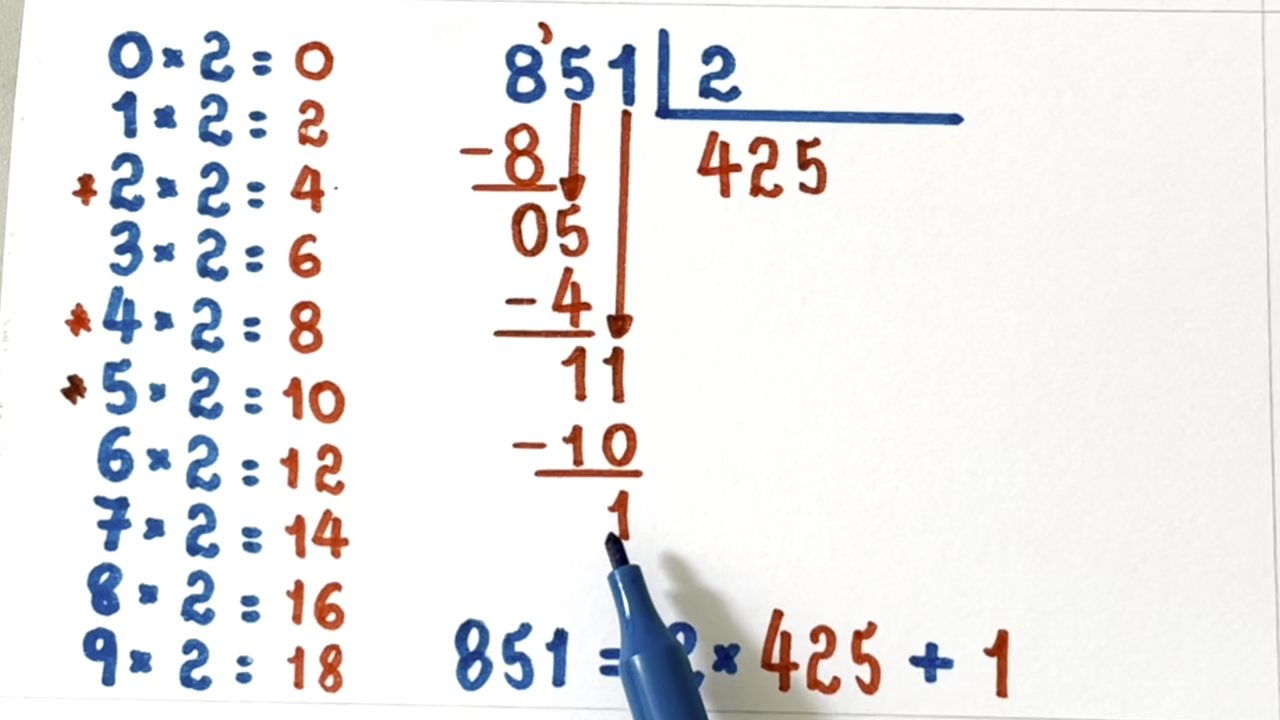 0 × 2 = 0
1 × 2 = 2
* 2 × 2 = 4
3 × 2 = 6
* 4 × 2 = 8
* 5 × 2 = 10
6 × 2 = 12
7 × 2 = 14
8 × 2 = 16
9 × 2 = 18
8'51 | 2
-8
425
05
-4
11
-10
1
851 = 2 × 425 + 1